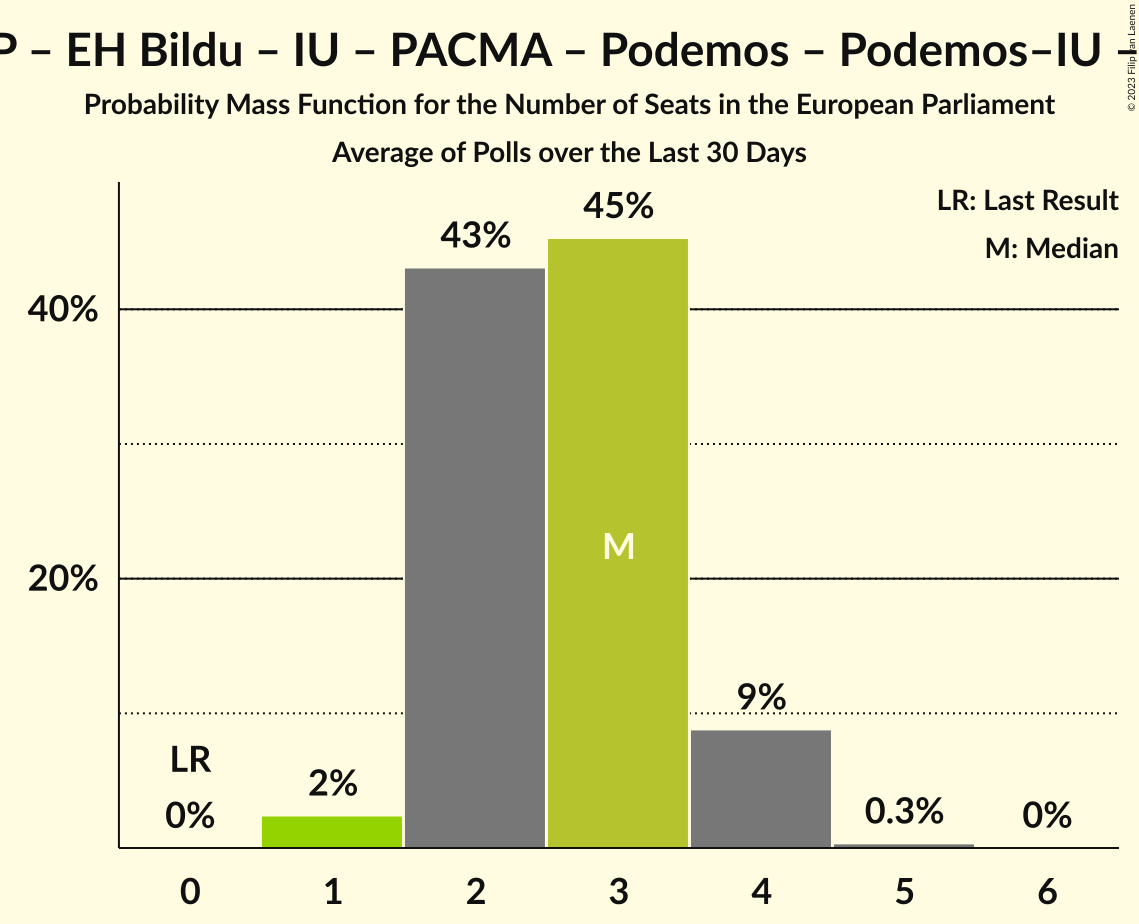 P – EH Bildu – IU – PACMA – Podemos – Podemos–IU –
Probability Mass Function for the Number of Seats in the European Parliament
Average of Polls over the Last 30 Days
© 2023 Filip van Laenen
LR: Last Result
M: Median
45%
43%
40%
M
20%
9%
LR
2%
0%
0.3%
0%
0 1 2 3 4 5 6